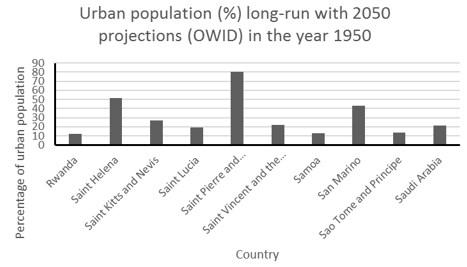 Urban population (%) long-run with 2050
projections (OWID) in the year 1950
Percentage of urban population
90
80
70
60
50
40
30
20
10
0
Rwanda
Saint Helena
Saint Kitts and Nevis
Saint Lucia
Saint Pierre and...
Saint Vincent and the...
Samoa
San Marino
Sao Tome and Principe
Saudi Arabia
Country